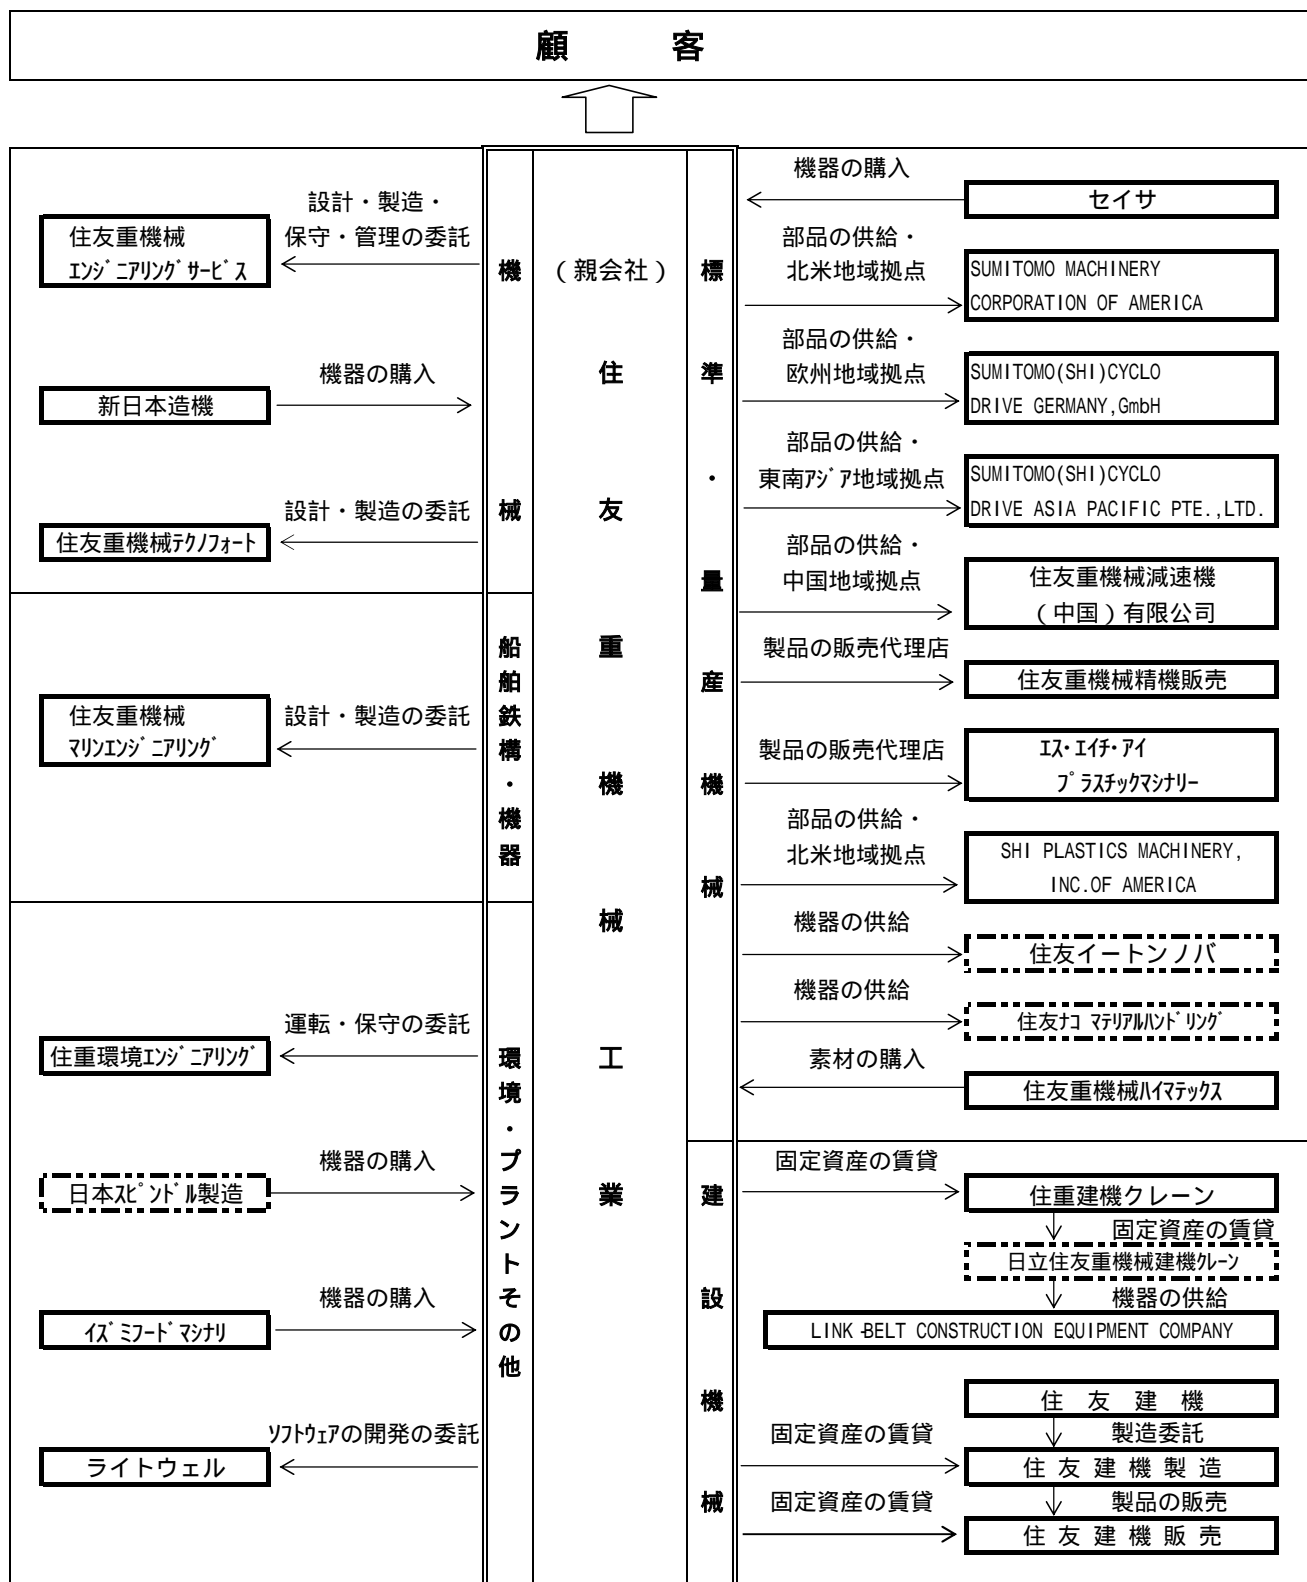 顧 客
設計・製造・
保守・管理の委託
住友重機械
ｴﾝｼﾞﾆｱﾘﾝｸﾞｻｰﾋﾞｽ
機器の購入
新日本造機
設計・製造の委託
住友重機械ﾃｸﾉﾌｫｰﾄ
機械
設計・製造の委託
住友重機械
ﾏﾘﾝｴﾝｼﾞﾆｱﾘﾝｸﾞ
船舶鉄構・機器
運転・保守の委託
住重環境ｴﾝｼﾞﾆｱﾘﾝｸﾞ
機器の購入
日本ｽﾋﾟﾝﾄﾞﾙ製造
機器の購入
ｲｽﾞﾐﾌｰﾄﾞﾏｼﾅﾘ
ｿﾌﾄｳｪｱの開発の委託
ライトウェル
環境・プラントその他
(親会社)
住友重機械工業
標準・量産機械
機器の購入
セイサ
部品の供給・
北米地域拠点
SUMITOMO MACHINERY
CORPORATION OF AMERICA
部品の供給・
欧州地域拠点
SUMITOMO(SHI)CYCLO
DRIVE GERMANY,GmbH
部品の供給・
東南ｱｼﾞｱ地域拠点
SUMITOMO(SHI)CYCLO
DRIVE ASIA PACIFIC PTE.,LTD.
部品の供給・
中国地域拠点
住友重機械減速機
(中国)有限公司
製品の販売代理店
住友重機械精機販売
製品の販売代理店
ｴｽ･ｴｲﾁ･ｱｲ
ﾌﾟﾗｽﾁｯｸﾏｼﾅﾘｰ
部品の供給・
北米地域拠点
SHI PLASTICS MACHINERY,
INC.OF AMERICA
機器の供給
住友イートンノバ
機器の供給
住友ﾅｺ ﾏﾃﾘｱﾙﾊﾝﾄﾞﾘﾝｸﾞ
素材の購入
住友重機械ﾊｲﾏﾃｯｸｽ
建設機械
固定資産の賃貸
住重建機クレーン
固定資産の賃貸
日立住友重機械建機ｸﾚｰﾝ
機器の供給
LINK-BELT CONSTRUCTION EQUIPMENT COMPANY
住友建機
製造委託
固定資産の賃貸
住友建機製造
製品の販売
固定資産の賃貸
住友建機販売